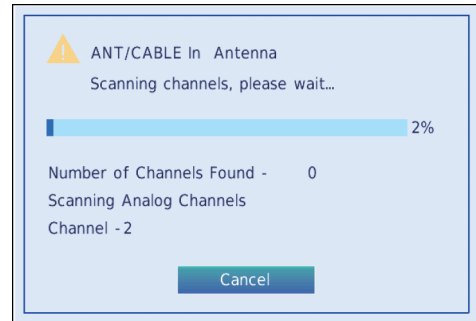 ANT/CABLE In Antenna
Scanning channels, please wait…
2%
Number of Channels Found - 0
Scanning Analog Channels
Channel - 2
Cancel